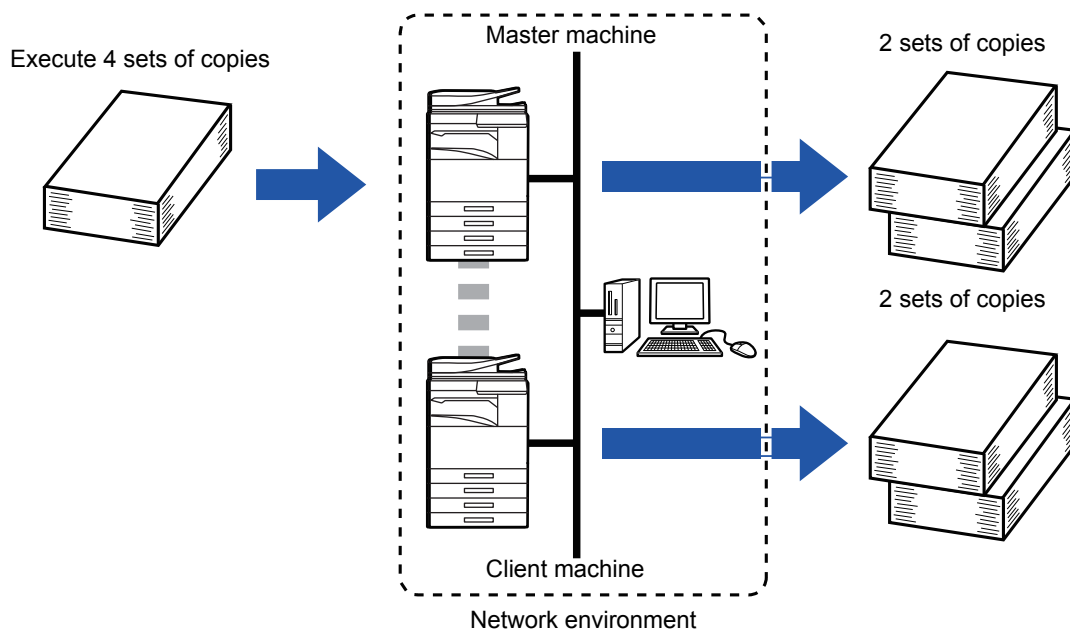 Execute 4 sets of copies
Master machine
2 sets of copies
2 sets of copies
Client machine
Network environment